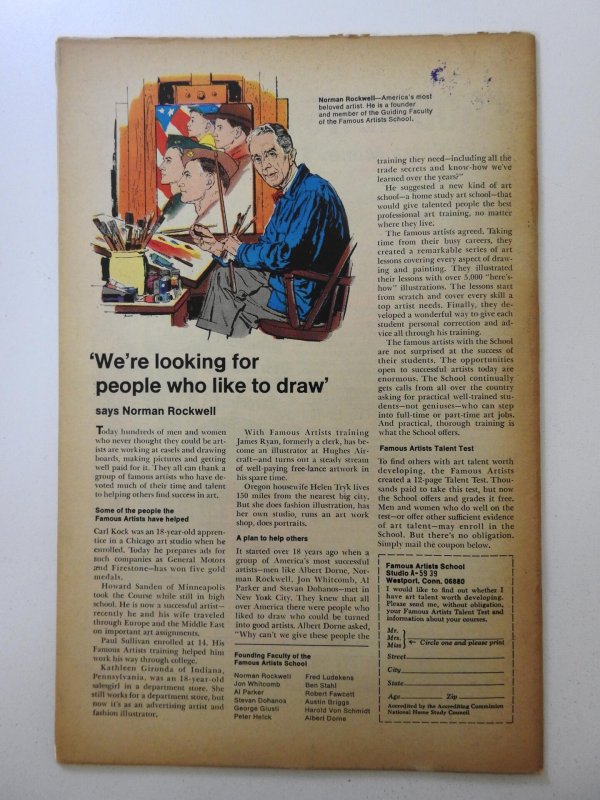 Norman Rockwell—America's most
beloved artist. He is a founder
and member of the Guiding Faculty
of the Famous Artists School.
'We're looking for
people who like to draw'
says Norman Rockwell
Today hundreds of men and women
who never thought they could be art-
ists are working at easels and drawing
boards, making pictures and getting
well paid for it. They all can thank a
group of famous artists who have de-
voted much of their time and talent
to helping others find success in art.
Some of the people the
Famous Artists have helped
Carl Kock was an 18-year-old appren-
tice in a Chicago art studio when he
enrolled. Today he prepares ads for
such companies as General Motors
and Firestone—has won five gold
medals.
Howard Sanden of Minneapolis
took the Course while still in high
school. He is now a successful artist—
recently he and his wife traveled
through Europe and the Middle East
on important art assignments.
Paul Sullivan enrolled at 14. His
Famous Artists training helped him
work his way through college.
Kathleen Gironda of Indiana,
Pennsylvania, was an 18-year-old
salesgirl in a department store. She
still works for a department store, but
now it's as an advertising artist and
fashion illustrator.
With Famous Artists training
James Ryan, formerly a clerk, has be-
come an illustrator at Hughes Air-
craft—and turns out a steady stream
of well-paying free-lance artwork in
his spare time.
Oregon housewife Helen Tryk lives
150 miles from the nearest big city.
But she does fashion illustration, has
her own studio, runs an art work
shop, does portraits.
A plan to help others
It started over 18 years ago when a
group of America's most successful
artists—men like Albert Dorne, Nor-
man Rockwell, Jon Whitcomb, Al
Parker and Stevan Dohanos—met in
New York City. They knew that all
over America there were people who
liked to draw who could be turned
into good artists. Albert Dorne asked,
"Why can't we give these people the
Founding Faculty of the
Famous Artists School
Norman Rockwell
Jon Whitcomb
Al Parker
Stevan Dohanos
George Giusti
Peter Helck
Fred Ludekens
Ben Stahl
Robert Fawcett
Austin Briggs
Harold Von Schmidt
Albert Dorne
training they need—including all the
trade secrets and know-how we've
learned over the years?"
He suggested a new kind of art
school—a home study art school—that
would give talented people the best
professional art training, no matter
where they live.
The famous artists agreed. Taking
time from their busy careers, they
created a remarkable series of art
lessons covering every aspect of draw-
ing and painting. They illustrated
their lessons with over 5,000 "here's-
how" illustrations. The lessons start
from scratch and cover every skill a
top artist needs. Finally, they de-
veloped a wonderful way to give each
student personal correction and ad-
vice all through his training.
The famous artists with the School
are not surprised at the success of
their students. The opportunities
open to successful artists today are
enormous. The School continually
gets calls from all over the country
asking for practical well-trained stu-
dents—not geniuses—who can step
into full-time or part-time art jobs.
And practical, thorough training is
what the School offers.
Famous Artists Talent Test
To find others with art talent worth
developing, the Famous Artists
created a 12-page Talent Test. Thou-
sands paid to take this test, but now
the School offers and grades it free.
Men and women who do well on the
test—or offer other sufficient evidence
of art talent—may enroll in the
School. But there's no obligation.
Simply mail the coupon below.
Famous Artists School
Studio A-59 39
Westport, Conn. 06880
I would like to find out whether I
have art talent worth developing.
Please send me, without obligation,
your Famous Artists Talent Test and
information about your courses.
Mr.
Mrs. ← Circle one and please print
Miss
Street
City
State
Age Zip
Accredited by the Accrediting Commission
National Home Study Council